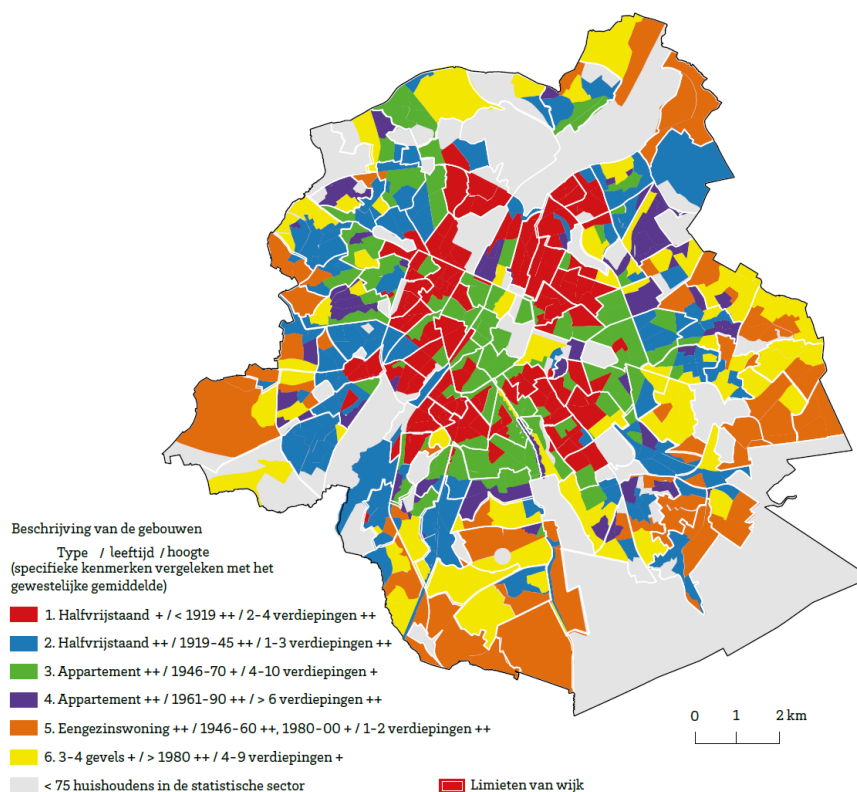 Beschrijving van de gebouwen
Type / leeftijd / hoogte
(specifieke kenmerken vergeleken met het
gewestelijke gemiddelde)
1. Halfvrijstaand + / < 1919 ++ / 2-4 verdiepingen ++
2. Halfvrijstaand ++ / 1919-45 ++ / 1-3 verdiepingen ++
3. Appartement ++ / 1946-70 + / 4-10 verdiepingen +
4. Appartement ++ / 1961-90 ++ / > 6 verdiepingen ++
5. Eengezinswoning ++ / 1946-60 ++, 1980-00 + / 1-2 verdiepingen ++
6. 3-4 gevels + / > 1980 ++ / 4-9 verdiepingen +
< 75 huishoudens in de statistische sector
Limieten van wijk
0 1 2 km